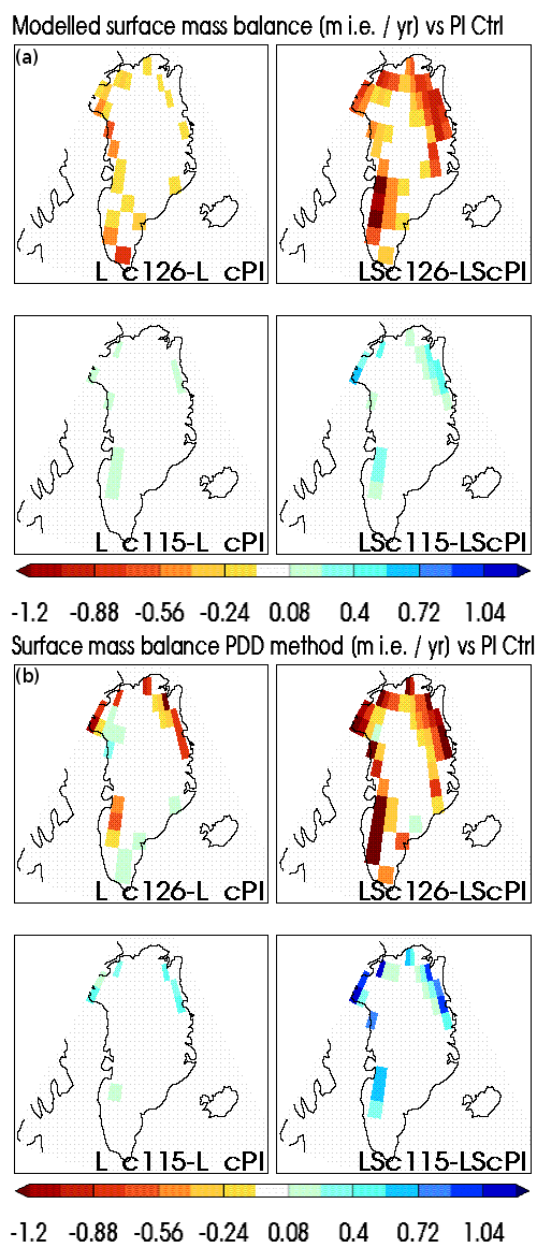 Modelled surface mass balance (m i.e. / yr) vs PI Ctrl
(a)
L c126-L cPI
LSc126-LScPI
L c115-L cPI
LSc115-LScPI
-1.2 -0.88 -0.56 -0.24 0.08 0.4 0.72 1.04
Surface mass balance PDD method (m i.e. / yr) vs PI Ctrl
(b)
L c126-L cPI
LSc126-LScPI
L c115-L cPI
LSc115-LScPI
-1.2 -0.88 -0.56 -0.24 0.08 0.4 0.72 1.04